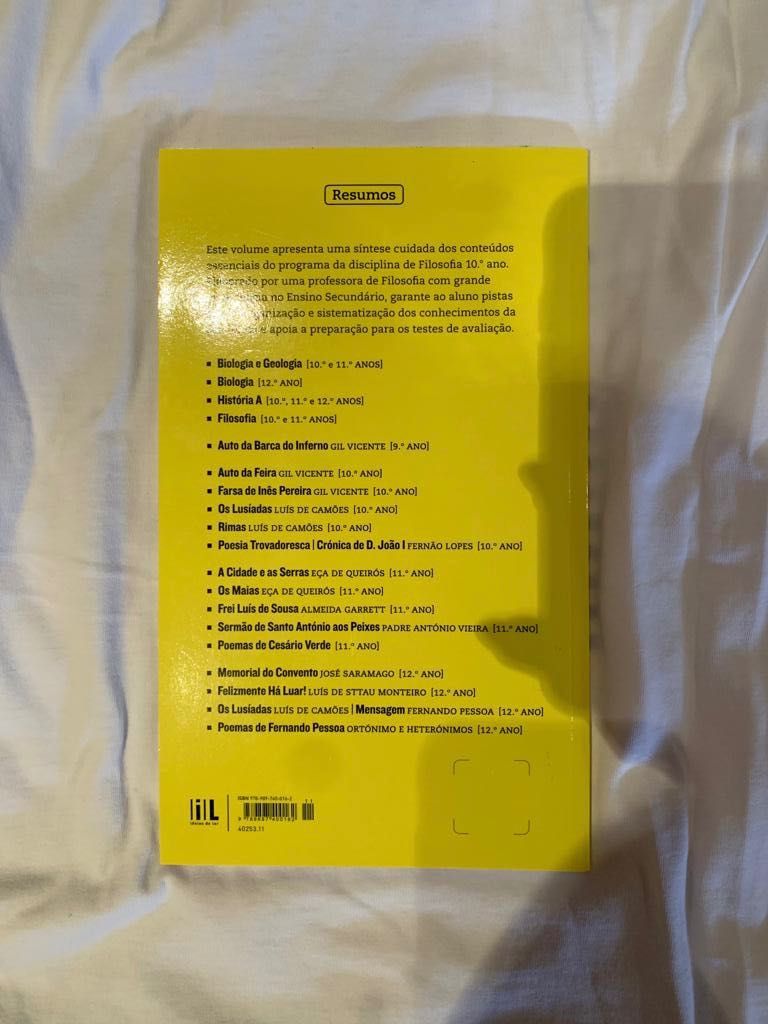 Resumos
Este volume apresenta uma síntese cuidada dos conteúdos
essenciais do programa da disciplina de Filosofia 10.º ano.
por uma professora de Filosofia com grande
no Ensino Secundário, garante ao aluno pistas
e sistematização dos conhecimentos da
e apoia a preparação para os testes de avaliação.
▪ Biologia e Geologia [10.º e 11.º ANOS]
▪ Biologia [12.º ANO]
▪ História A [10.º, 11.º e 12.º ANOS]
▪ Filosofia [10.º e 11.º ANOS]
▪ Auto da Barca do Inferno GIL VICENTE [9.º ANO]
▪ Auto da Feira GIL VICENTE [10.º ANO]
▪ Farsa de Inês Pereira GIL VICENTE [10.º ANO]
▪ Os Lusíadas LUÍS DE CAMÕES [10.º ANO]
▪ Rimas LUÍS DE CAMÕES [10.º ANO]
▪ Poesia Trovadoresca | Crónica de D. João I FERNÃO LOPES [10.º ANO]
▪ A Cidade e as Serras EÇA DE QUEIRÓS [11.º ANO]
▪ Os Maias EÇA DE QUEIRÓS [11.º ANO]
▪ Frei Luís de Sousa ALMEIDA GARRETT [11.º ANO]
▪ Sermão de Santo António aos Peixes PADRE ANTÓNIO VIEIRA [11.º ANO]
▪ Poemas de Cesário Verde [11.º ANO]
▪ Memorial do Convento JOSÉ SARAMAGO [12.º ANO]
▪ Felizmente Há Luar! LUÍS DE STTAU MONTEIRO [12.º ANO]
▪ Os Lusíadas LUÍS DE CAMÕES | Mensagem FERNANDO PESSOA [12.º ANO]
▪ Poemas de Fernando Pessoa ORTÓNIMO E HETERÓNIMOS [12.º ANO]
ideias de ler
40253.11